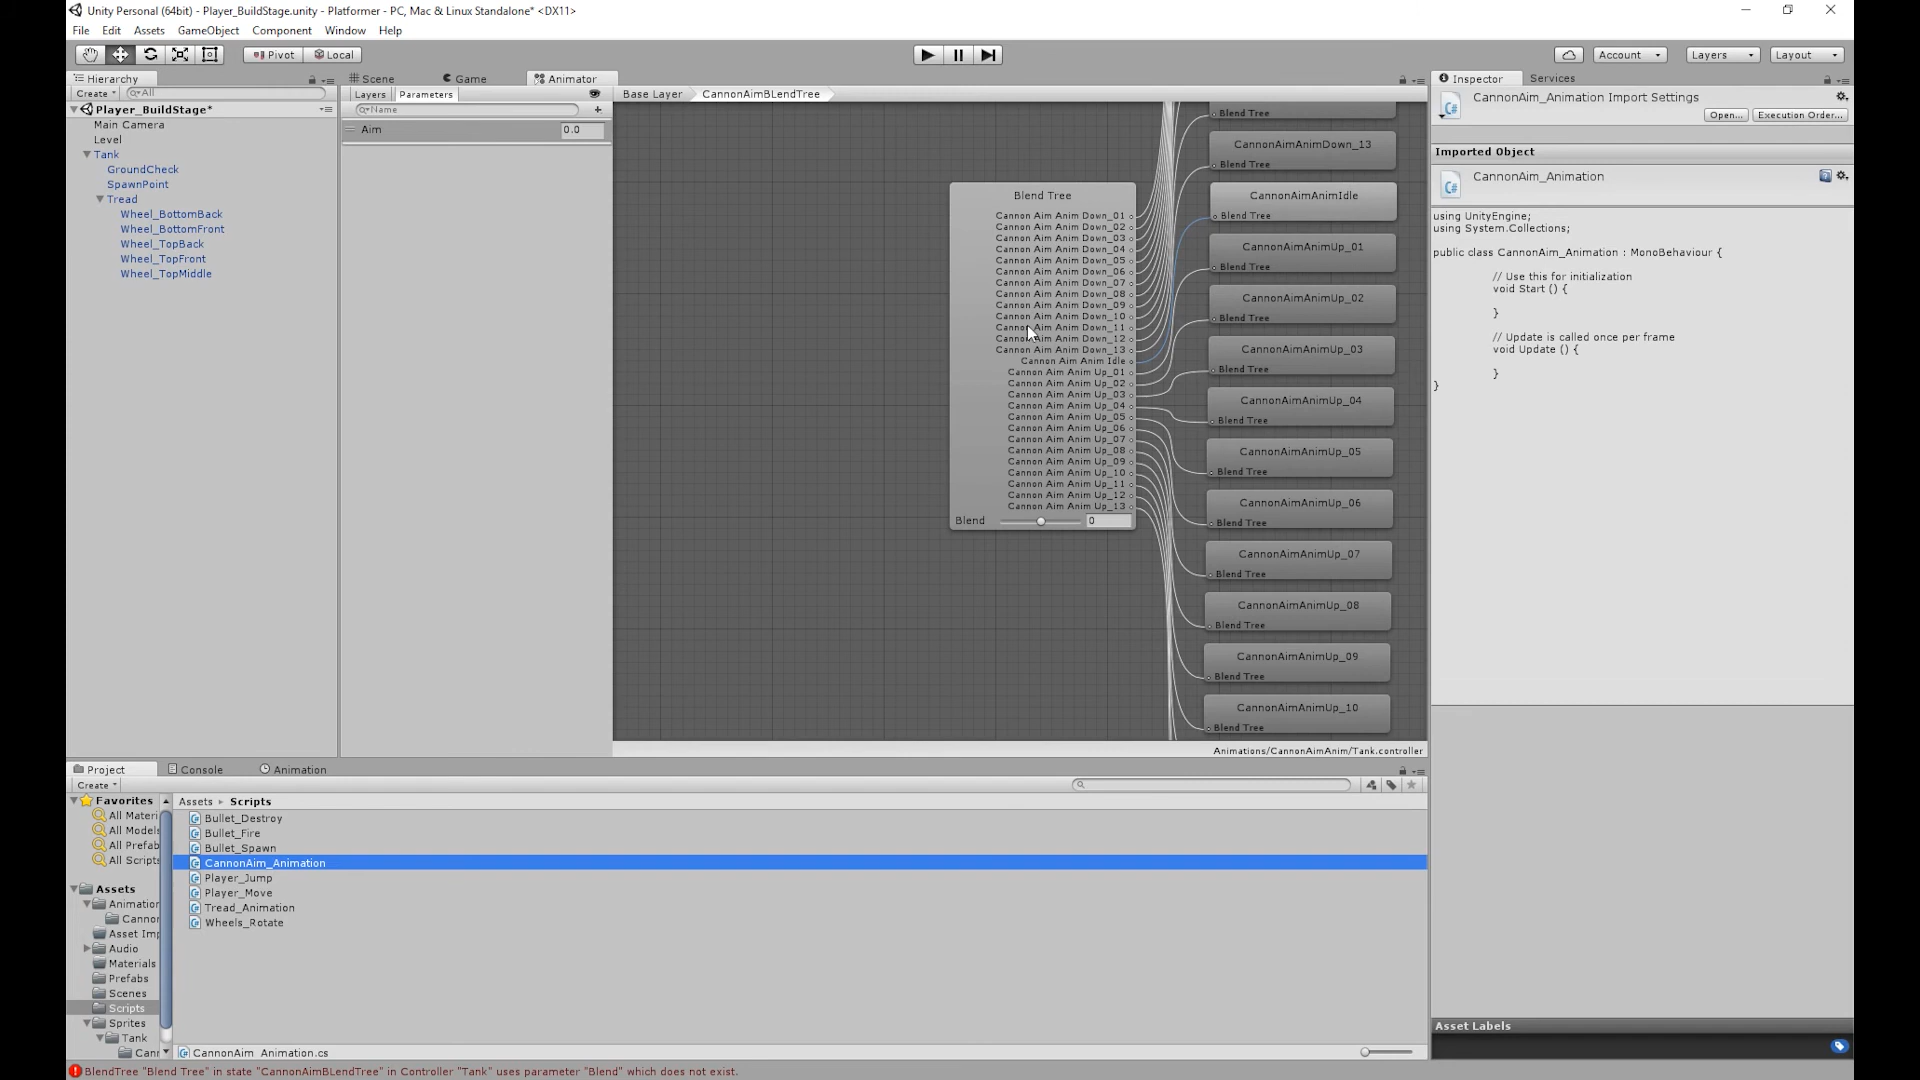 Unity Personal (64bit) - Player_BuildStage.unity - Platformer - PC, Mac & Linux Standalone* <DX11>
File Edit Assets GameObject Component Window Help
Pivot Local Account Layers Layout
Hierarchy
Create All
Player_BuildStage*
Main Camera
Level
Tank
GroundCheck
SpawnPoint
Tread
Wheel_BottomBack
Wheel_BottomFront
Wheel_TopBack
Wheel_TopFront
Wheel_TopMiddle
Scene Game Animator
Layers Parameters
Name
Aim 0.0
Base Layer CannonAimBLendTree
Blend Tree
Cannon Aim Anim Down_01
Cannon Aim Anim Down_02
Cannon Aim Anim Down_03
Cannon Aim Anim Down_04
Cannon Aim Anim Down_05
Cannon Aim Anim Down_06
Cannon Aim Anim Down_07
Cannon Aim Anim Down_08
Cannon Aim Anim Down_09
Cannon Aim Anim Down_10
Cannon Aim Anim Down_11
Cannon Aim Anim Down_12
Cannon Aim Anim Down_13
Cannon Aim Anim Idle
Cannon Aim Anim Up_01
Cannon Aim Anim Up_02
Cannon Aim Anim Up_03
Cannon Aim Anim Up_04
Cannon Aim Anim Up_05
Cannon Aim Anim Up_06
Cannon Aim Anim Up_07
Cannon Aim Anim Up_08
Cannon Aim Anim Up_09
Cannon Aim Anim Up_10
Cannon Aim Anim Up_11
Cannon Aim Anim Up_12
Cannon Aim Anim Up_13
Blend 0
Blend Tree
CannonAimAnimDown_13
Blend Tree
CannonAimAnimIdle
Blend Tree
CannonAimAnimUp_01
Blend Tree
CannonAimAnimUp_02
Blend Tree
CannonAimAnimUp_03
Blend Tree
CannonAimAnimUp_04
Blend Tree
CannonAimAnimUp_05
Blend Tree
CannonAimAnimUp_06
Blend Tree
CannonAimAnimUp_07
Blend Tree
CannonAimAnimUp_08
Blend Tree
CannonAimAnimUp_09
Blend Tree
CannonAimAnimUp_10
Blend Tree
Animations/CannonAimAnim/Tank.controller
Inspector Services
CannonAim_Animation Import Settings
Open... Execution Order...
Imported Object
CannonAim_Animation
using UnityEngine;
using System.Collections;
public class CannonAim_Animation : MonoBehaviour {
// Use this for initialization
void Start () {
}
// Update is called once per frame
void Update () {
}
}
Asset Labels
Project Console Animation
Create
Favorites
All Materi
All Models
All Prefab
All Scripts
Assets
Animation
Cannon
Asset Imp
Audio
Materials
Prefabs
Scenes
Scripts
Sprites
Tank
Cann
Assets Scripts
Bullet_Destroy
Bullet_Fire
Bullet_Spawn
CannonAim_Animation
Player_Jump
Player_Move
Tread_Animation
Wheels_Rotate
CannonAim_Animation.cs
BlendTree "Blend Tree" in state "CannonAimBLendTree" in Controller "Tank" uses parameter "Blend" which does not exist.